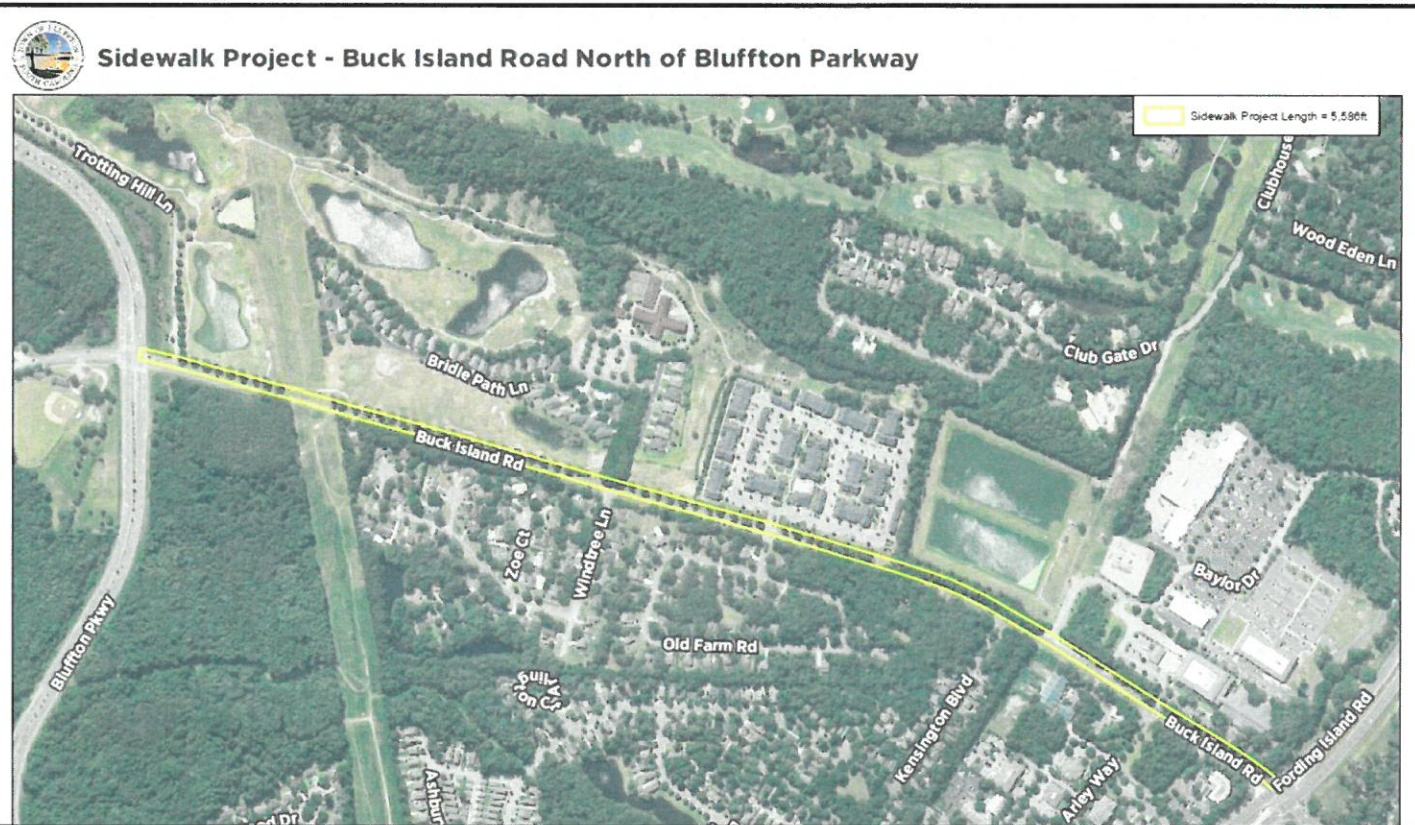 Sidewalk Project - Buck Island Road North of Bluffton Parkway
Sidewalk Project Length = 5,586ft
Trotting Hill Ln
Clubhouse
Wood Eden Ln
Club Gate Dr
Bridle Path Ln
Buck Island Rd
Zoe Ct
Windtree Ln
Baylor Dr
Bluffton Pkwy
Old Farm Rd
Kensington Blvd
Buck Island Rd
Fording Island Rd
Arley Way
Ashbur